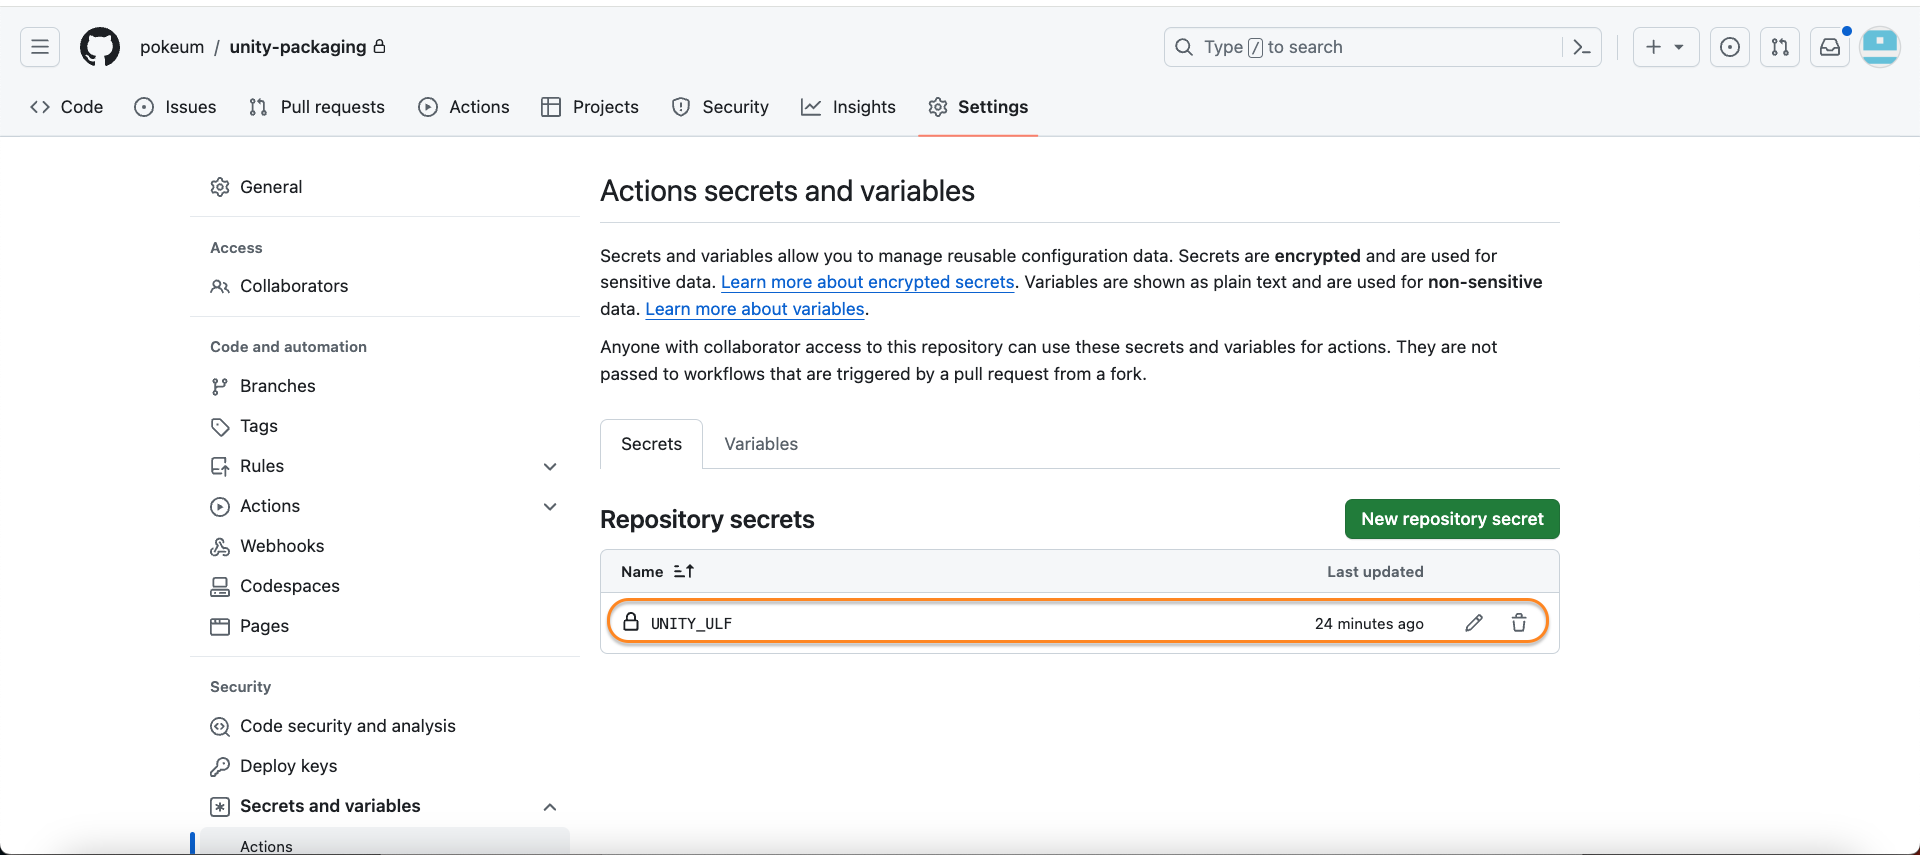 pokeum / unity-packaging
Type / to search
Code
Issues
Pull requests
Actions
Projects
Security
Insights
Settings
General
Access
Collaborators
Code and automation
Branches
Tags
Rules
Actions
Webhooks
Codespaces
Pages
Security
Code security and analysis
Deploy keys
Secrets and variables
Actions
Actions secrets and variables
Secrets and variables allow you to manage reusable configuration data. Secrets are encrypted and are used for
sensitive data. Learn more about encrypted secrets. Variables are shown as plain text and are used for non-sensitive
data. Learn more about variables.
Anyone with collaborator access to this repository can use these secrets and variables for actions. They are not
passed to workflows that are triggered by a pull request from a fork.
Secrets
Variables
Repository secrets
New repository secret
Name
Last updated
UNITY_ULF
24 minutes ago